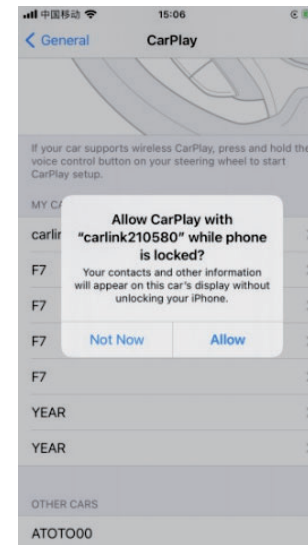 中国移动
15:06
General
CarPlay
If your car supports wireless CarPlay, press and hold the
voice control button on your steering wheel to start
CarPlay setup.
MY CA
carlin
Allow CarPlay with
“carlink210580” while phone
is locked?
Your contacts and other information
will appear on this car's display without
unlocking your iPhone.
Not Now
Allow
F7
F7
F7
F7
YEAR
YEAR
OTHER CARS
ATOTO00